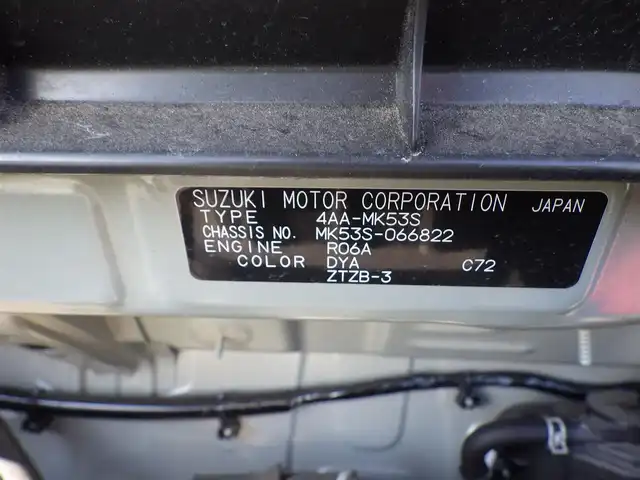 SUZUKI MOTOR CORPORATION JAPAN
TYPE 4AA-MK53S
CHASSIS NO. MK53S-066822
ENGINE R06A
COLOR DYA C72
ZTZB-3